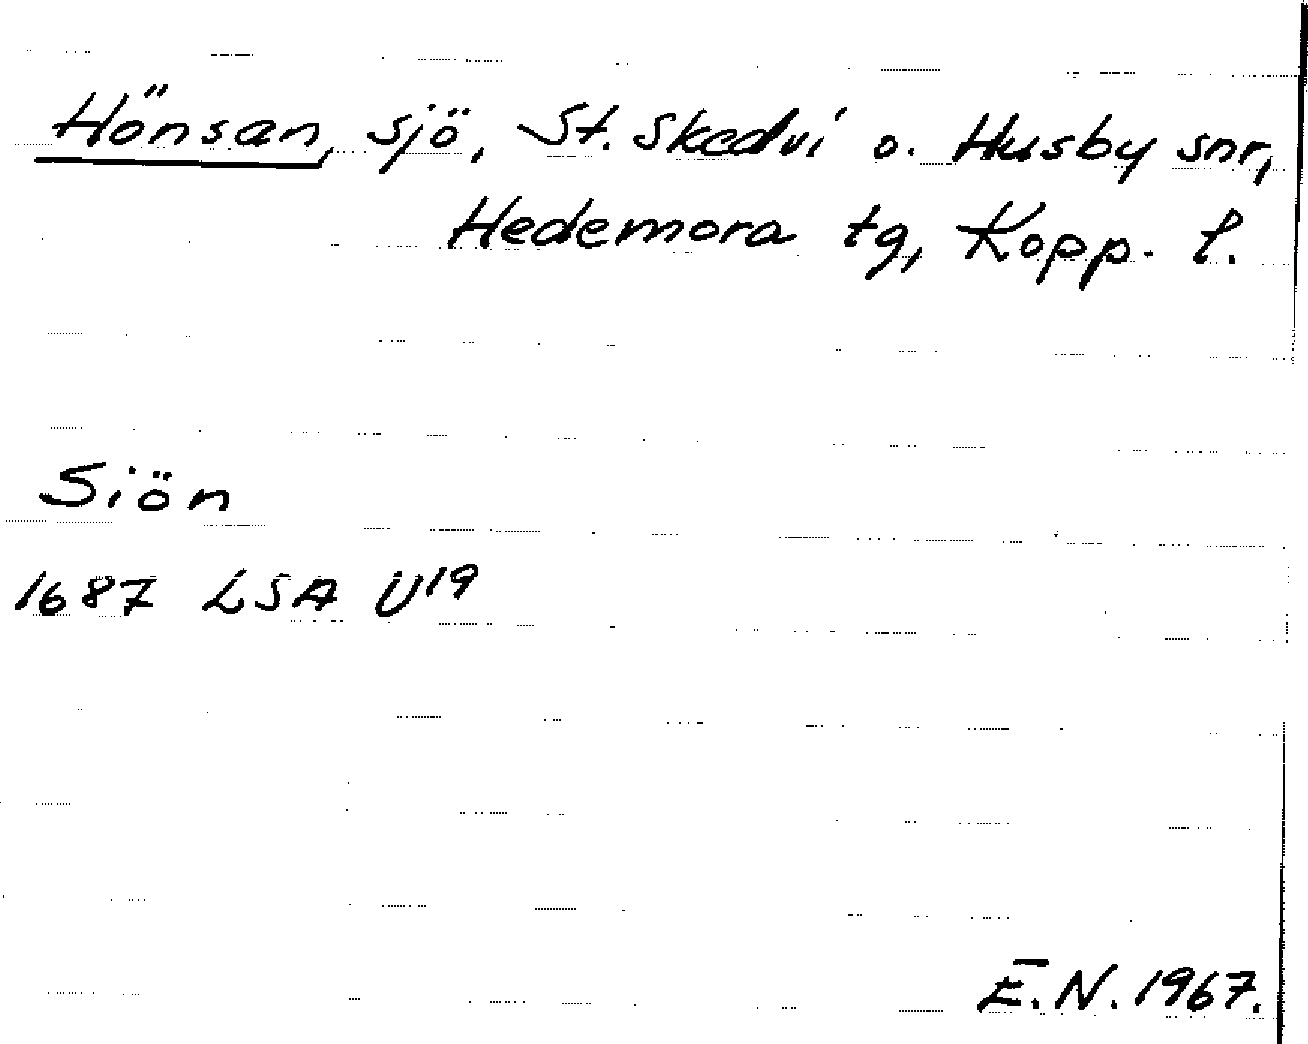 Hönsan, sjö, St. Skedvi o. Husby snr,
Hedemora tg, Kopp. l.
Siön
1687 LSA U19
E.N. 1967.